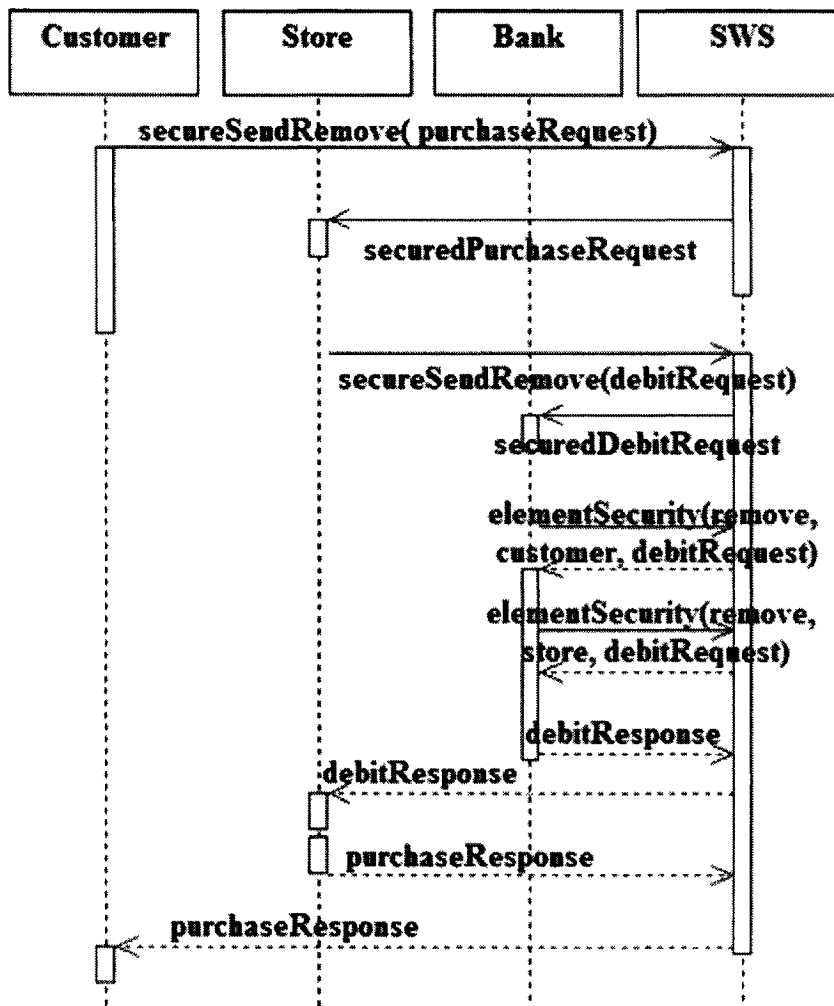 Customer Store Bank SWS
secureSendRemove( purchaseRequest)
securedPurchaseRequest
secureSendRemove(debitRequest)
securedDebitRequest
elementSecurity(remove,
customer, debitRequest)
elementSecurity(remove,
store, debitRequest)
debitResponse
debitResponse
purchaseResponse
purchaseResponse